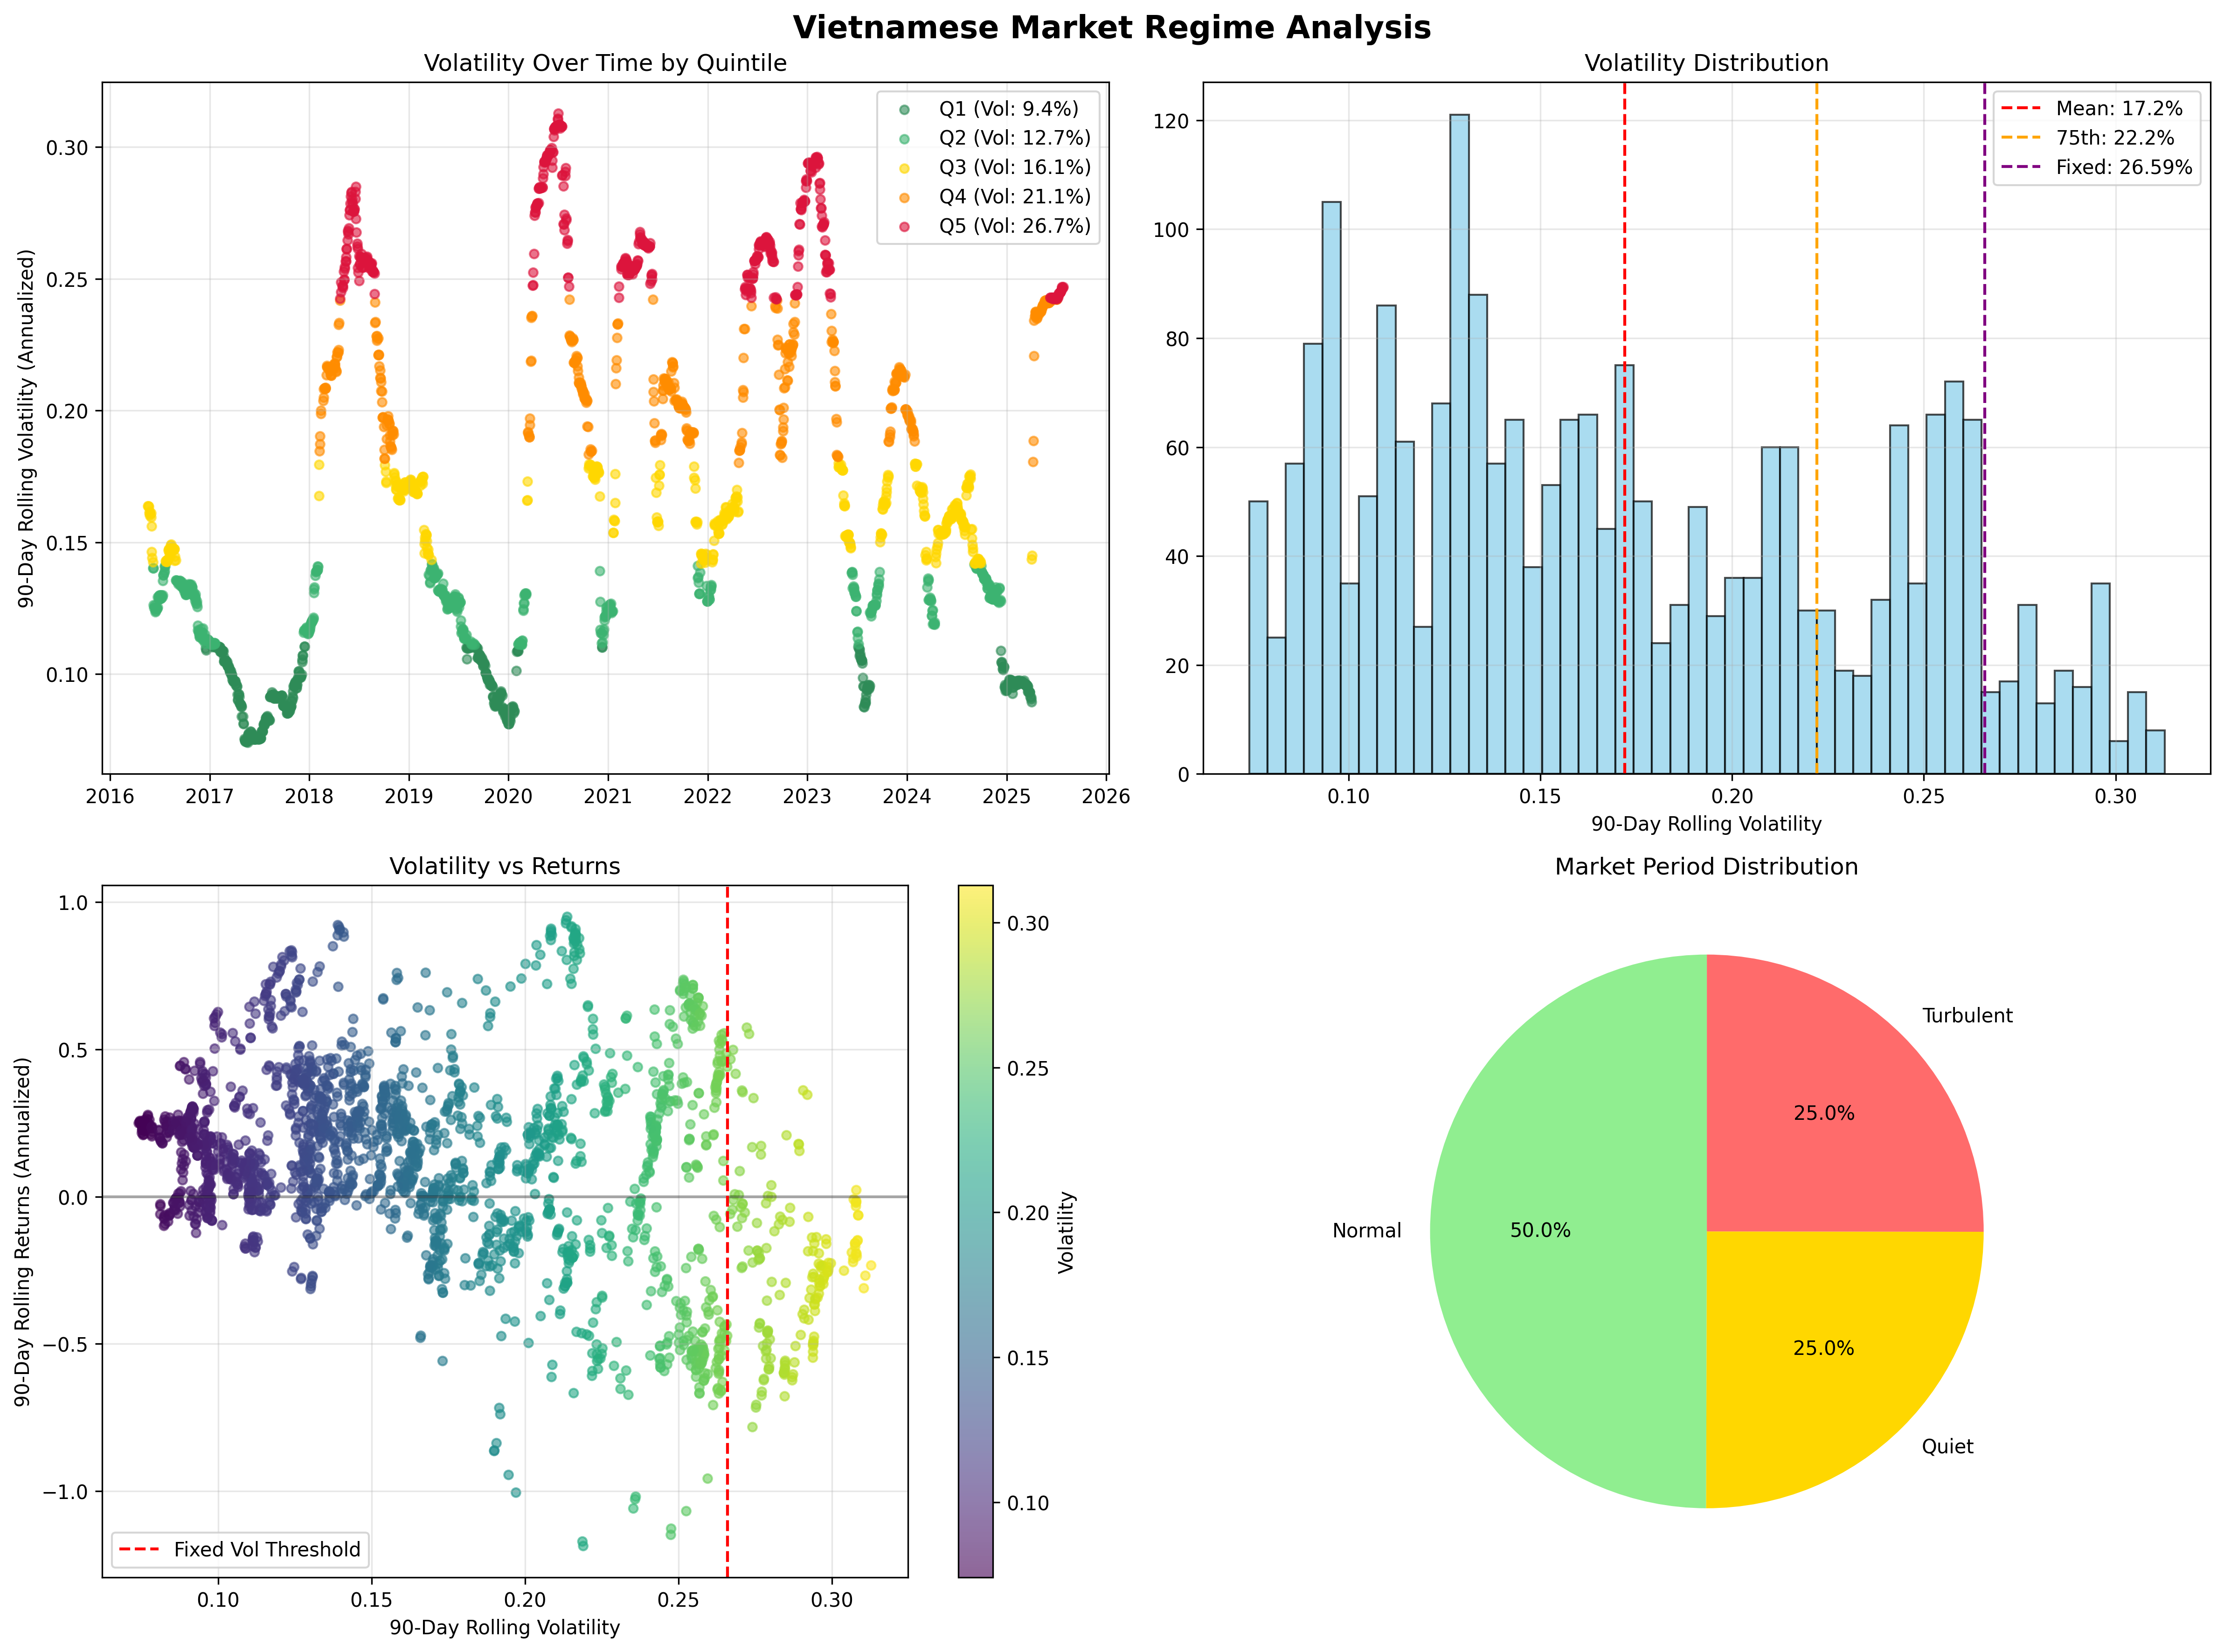 Vietnamese Market Regime Analysis
Volatility Over Time by Quintile
90-Day Rolling Volatility (Annualized)
0.30
0.25
0.20
0.15
0.10
Q1 (Vol: 9.4%)
Q2 (Vol: 12.7%)
Q3 (Vol: 16.1%)
Q4 (Vol: 21.1%)
Q5 (Vol: 26.7%)
2016 2017 2018 2019 2020 2021 2022 2023 2024 2025 2026
Volatility Distribution
120
100
80
60
40
20
0
Mean: 17.2%
75th: 22.2%
Fixed: 26.59%
0.10 0.15 0.20 0.25 0.30
90-Day Rolling Volatility
Volatility vs Returns
90-Day Rolling Returns (Annualized)
1.0
0.5
0.0
−0.5
−1.0
Fixed Vol Threshold
0.10 0.15 0.20 0.25 0.30
90-Day Rolling Volatility
0.30
0.25
0.20
0.15
0.10
Volatility
Market Period Distribution
Turbulent
25.0%
Normal
50.0%
25.0%
Quiet